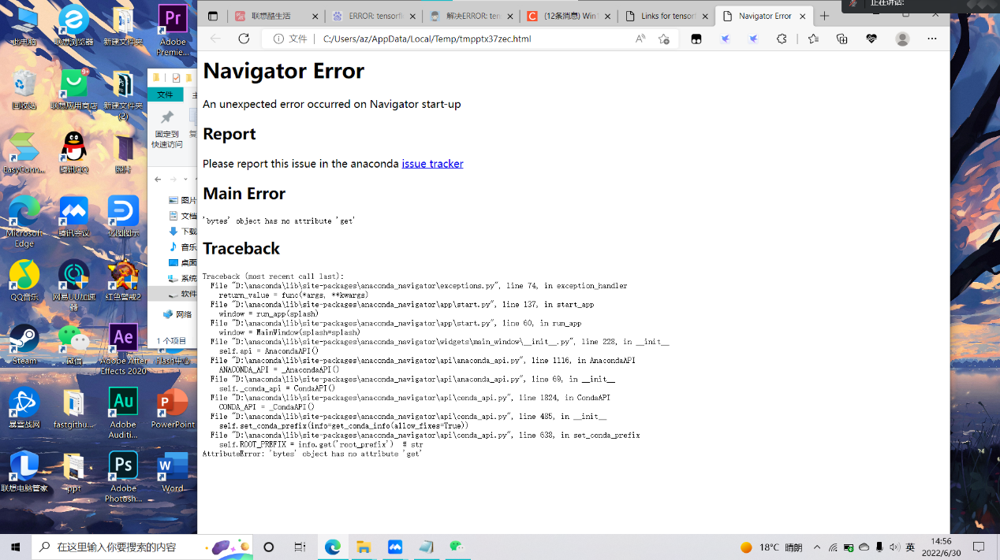 正在讲话:
联想酷生活
ERROR: tensorfl
解决ERROR: ten
(12条消息) Win1
Links for tensorf
Navigator Error
文件
C:/Users/az/AppData/Local/Temp/tmpptx37zec.html
Navigator Error
An unexpected error occurred on Navigator start-up
Report
Please report this issue in the anaconda issue tracker
Main Error
'bytes' object has no attribute 'get'
Traceback
Traceback (most recent call last):
File "D:\anaconda\lib\site-packages\anaconda_navigator\exceptions.py", line 74, in exception_handler
return_value = func(*args, **kwargs)
File "D:\anaconda\lib\site-packages\anaconda_navigator\app\start.py", line 137, in start_app
window = run_app(splash)
File "D:\anaconda\lib\site-packages\anaconda_navigator\app\start.py", line 60, in run_app
window = MainWindow(splash=splash)
File "D:\anaconda\lib\site-packages\anaconda_navigator\widgets\main_window\__init__.py", line 228, in __init__
self.api = AnacondaAPI()
File "D:\anaconda\lib\site-packages\anaconda_navigator\api\anaconda_api.py", line 1116, in AnacondaAPI
ANACONDA_API = _AnacondaAPI()
File "D:\anaconda\lib\site-packages\anaconda_navigator\api\anaconda_api.py", line 69, in __init__
self._conda_api = CondaAPI()
File "D:\anaconda\lib\site-packages\anaconda_navigator\api\conda_api.py", line 1824, in CondaAPI
CONDA_API = _CondaAPI()
File "D:\anaconda\lib\site-packages\anaconda_navigator\api\conda_api.py", line 485, in __init__
self.set_conda_prefix(info=get_conda_info(allow_fixes=True))
File "D:\anaconda\lib\site-packages\anaconda_navigator\api\conda_api.py", line 638, in set_conda_prefix
self.ROOT_PREFIX = info.get('root_prefix')  # str
AttributeError: 'bytes' object has no attribute 'get'
此电脑
联想浏览器
新建文件夹
Adobe
Premie...
回收站
9+
联想应用商店
新建文件夹
(2)
EasyConn...
腾讯QQ
照片
Microsoft
Edge
腾讯会议
亿图图示
QQ音乐
网易UU加速
器
红色警戒2
Steam
微信
Adobe After
Effects 2020
Flash中心
暴雪战网
fastgithu...
Adobe
Auditi...
PowerPoint
联想电脑管家
ppt
Adobe
Photosh...
Word
文件
主
固定到
快速访问
复
图片
文档
下载
音乐
桌面
系统
软件
网络
1 个项目
在这里输入你要搜索的内容
18°C 晴朗
英
14:56
2022/6/30